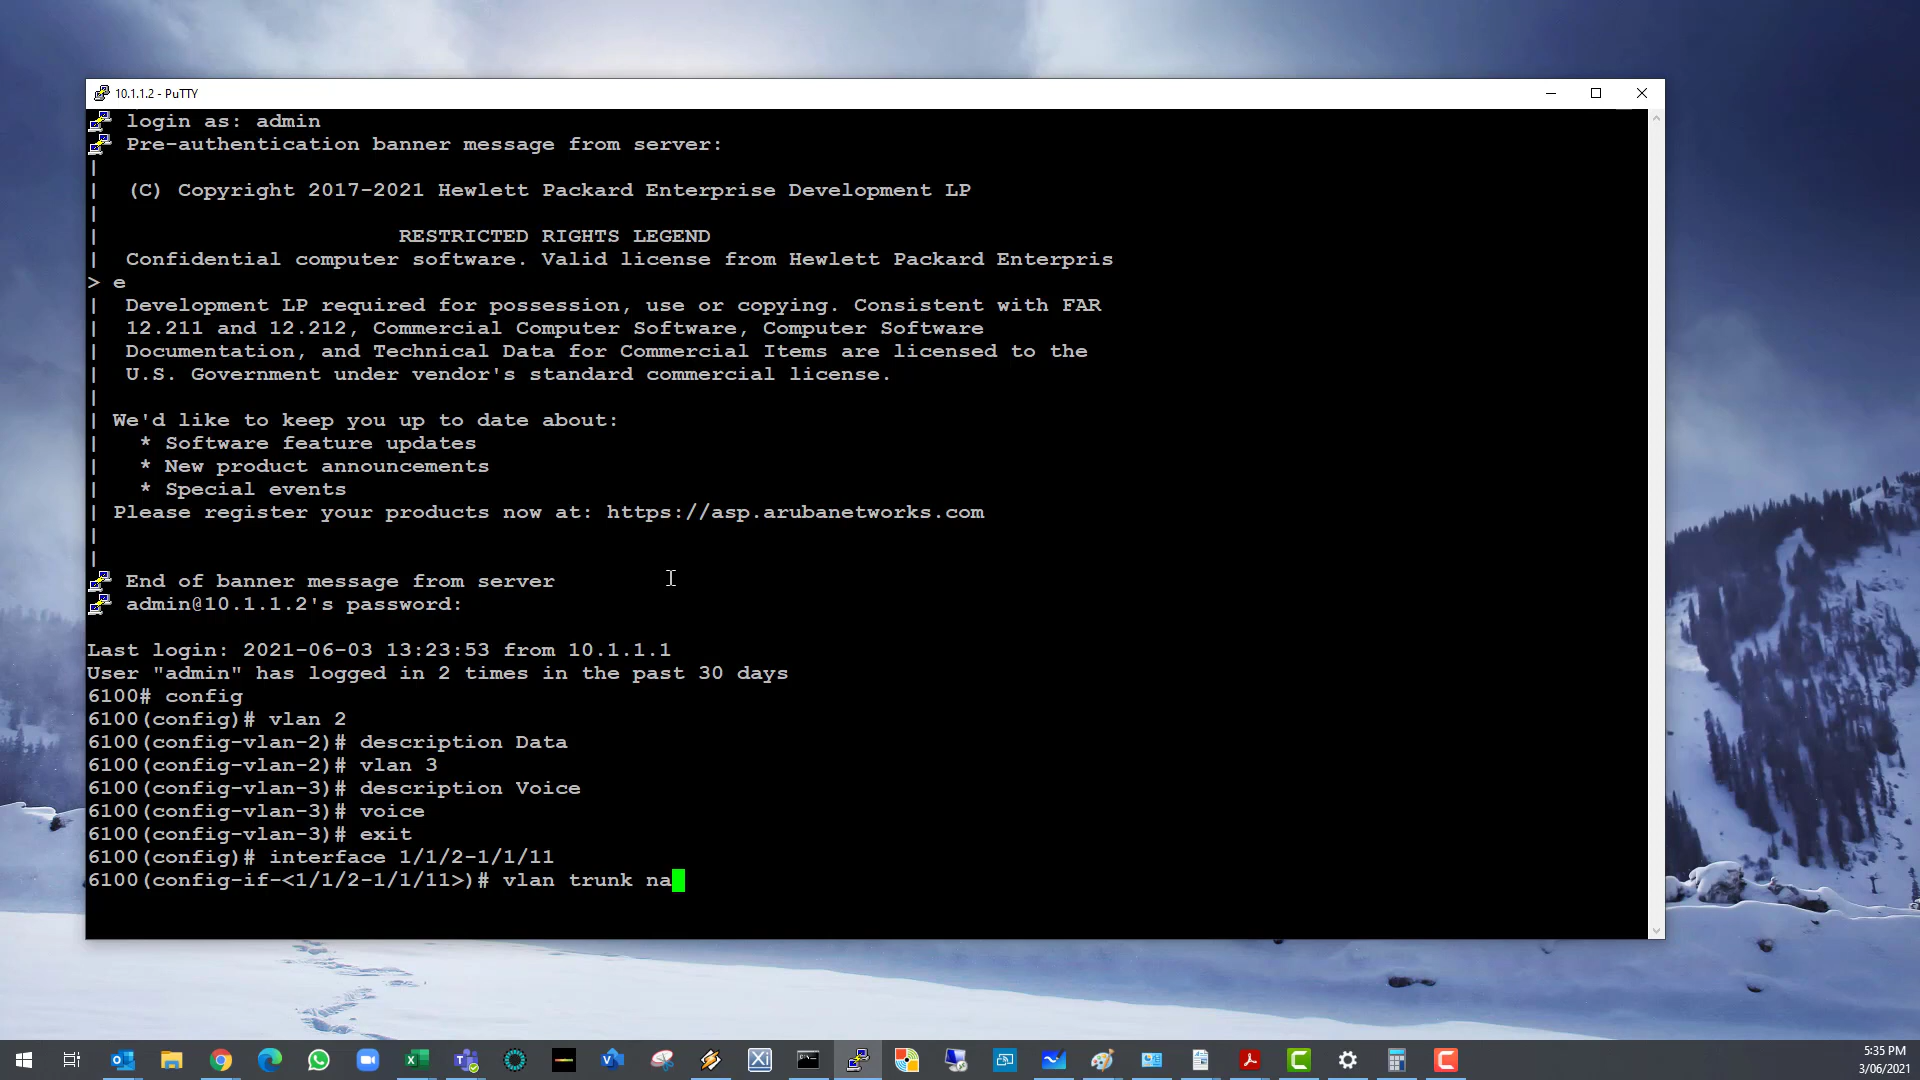 10.1.1.2 - PuTTY
login as: admin
Pre-authentication banner message from server:
|
| (C) Copyright 2017-2021 Hewlett Packard Enterprise Development LP
|
| RESTRICTED RIGHTS LEGEND
| Confidential computer software. Valid license from Hewlett Packard Enterpris
> e
| Development LP required for possession, use or copying. Consistent with FAR
| 12.211 and 12.212, Commercial Computer Software, Computer Software
| Documentation, and Technical Data for Commercial Items are licensed to the
| U.S. Government under vendor's standard commercial license.
|
| We'd like to keep you up to date about:
| * Software feature updates
| * New product announcements
| * Special events
| Please register your products now at: https://asp.arubanetworks.com
|
|
End of banner message from server
admin@10.1.1.2's password:
Last login: 2021-06-03 13:23:53 from 10.1.1.1
User "admin" has logged in 2 times in the past 30 days
6100# config
6100(config)# vlan 2
6100(config-vlan-2)# description Data
6100(config-vlan-2)# vlan 3
6100(config-vlan-3)# description Voice
6100(config-vlan-3)# voice
6100(config-vlan-3)# exit
6100(config)# interface 1/1/2-1/1/11
6100(config-if-<1/1/2-1/1/11>)# vlan trunk na
5:35 PM
3/06/2021